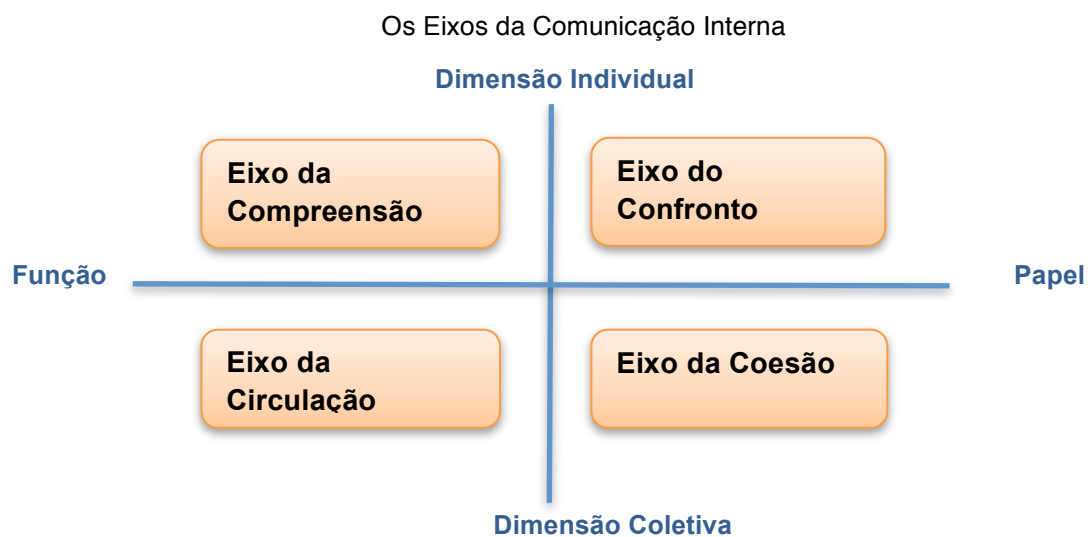 Os Eixos da Comunicação Interna
Dimensão Individual
Eixo da
Compreensão
Eixo do
Confronto
Função
Papel
Eixo da
Circulação
Eixo da Coesão
Dimensão Coletiva